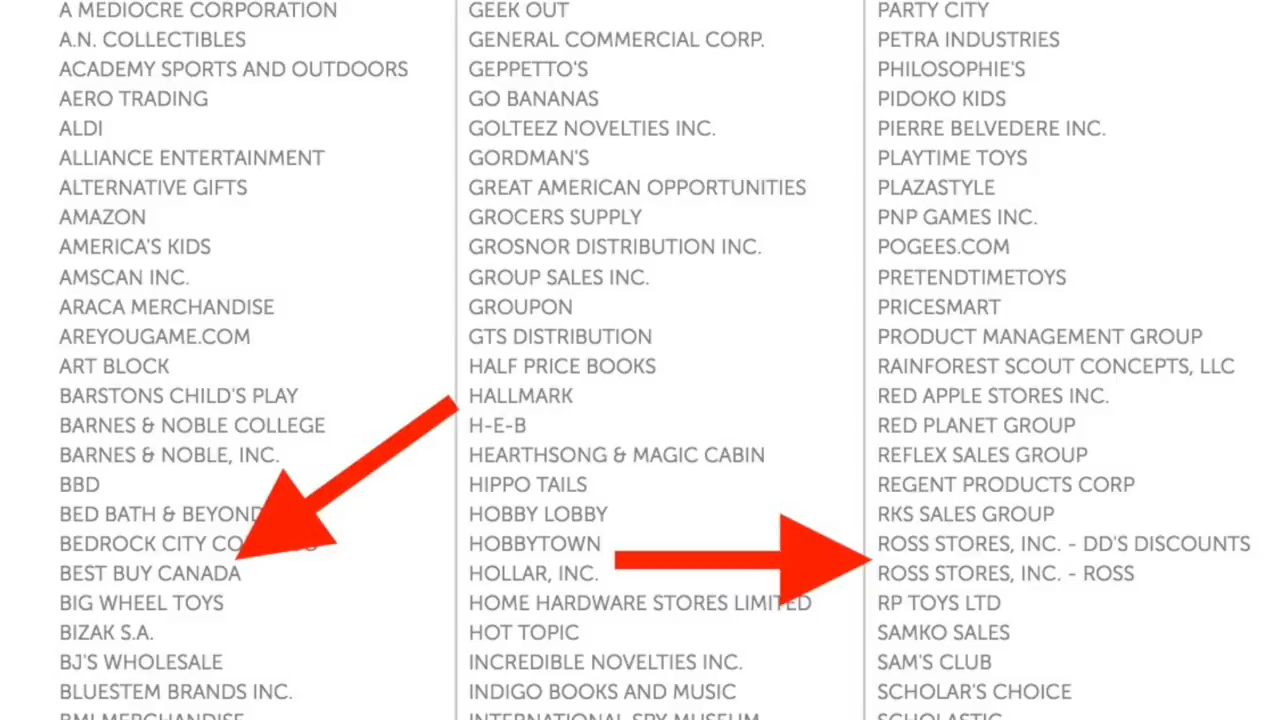 A MEDIOCRE CORPORATION
A.N. COLLECTIBLES
ACADEMY SPORTS AND OUTDOORS
AERO TRADING
ALDI
ALLIANCE ENTERTAINMENT
ALTERNATIVE GIFTS
AMAZON
AMERICA'S KIDS
AMSCAN INC.
ARACA MERCHANDISE
AREYOUGAME.COM
ART BLOCK
BARSTONS CHILD'S PLAY
BARNES & NOBLE COLLEGE
BARNES & NOBLE, INC.
BBD
BED BATH & BEYOND
BEDROCK CITY
BEST BUY CANADA
BIG WHEEL TOYS
BIZAK S.A.
BJ'S WHOLESALE
BLUESTEM BRANDS INC.
BMI MERCHANDISE
GEEK OUT
GENERAL COMMERCIAL CORP.
GEPPETTO'S
GO BANANAS
GOLTEEZ NOVELTIES INC.
GORDMAN'S
GREAT AMERICAN OPPORTUNITIES
GROCERS SUPPLY
GROSNOR DISTRIBUTION INC.
GROUP SALES INC.
GROUPON
GTS DISTRIBUTION
HALF PRICE BOOKS
HALLMARK
H-E-B
HEARTHSONG & MAGIC CABIN
HIPPO TAILS
HOBBY LOBBY
HOBBYTOWN
HOLLAR, INC.
HOME HARDWARE STORES LIMITED
HOT TOPIC
INCREDIBLE NOVELTIES INC.
INDIGO BOOKS AND MUSIC
INTERNATIONAL SPY MUSEUM
PARTY CITY
PETRA INDUSTRIES
PHILOSOPHIE'S
PIDOKO KIDS
PIERRE BELVEDERE INC.
PLAYTIME TOYS
PLAZASTYLE
PNP GAMES INC.
POGEES.COM
PRETENDTIMETOYS
PRICESMART
PRODUCT MANAGEMENT GROUP
RAINFOREST SCOUT CONCEPTS, LLC
RED APPLE STORES INC.
RED PLANET GROUP
REFLEX SALES GROUP
REGENT PRODUCTS CORP
RKS SALES GROUP
ROSS STORES, INC. - DD'S DISCOUNTS
ROSS STORES, INC. - ROSS
RP TOYS LTD
SAMKO SALES
SAM'S CLUB
SCHOLAR'S CHOICE
SCHOLASTIC